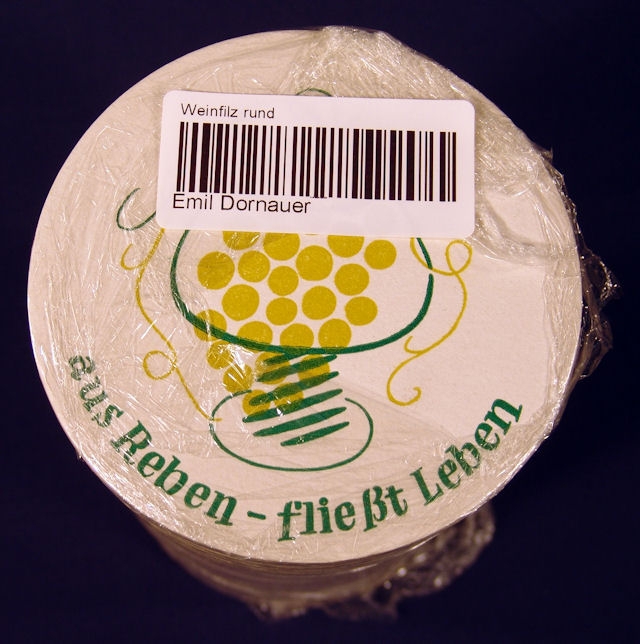 Weinfilz rund
Emil Dornauer
aus Reben - fließt Leben